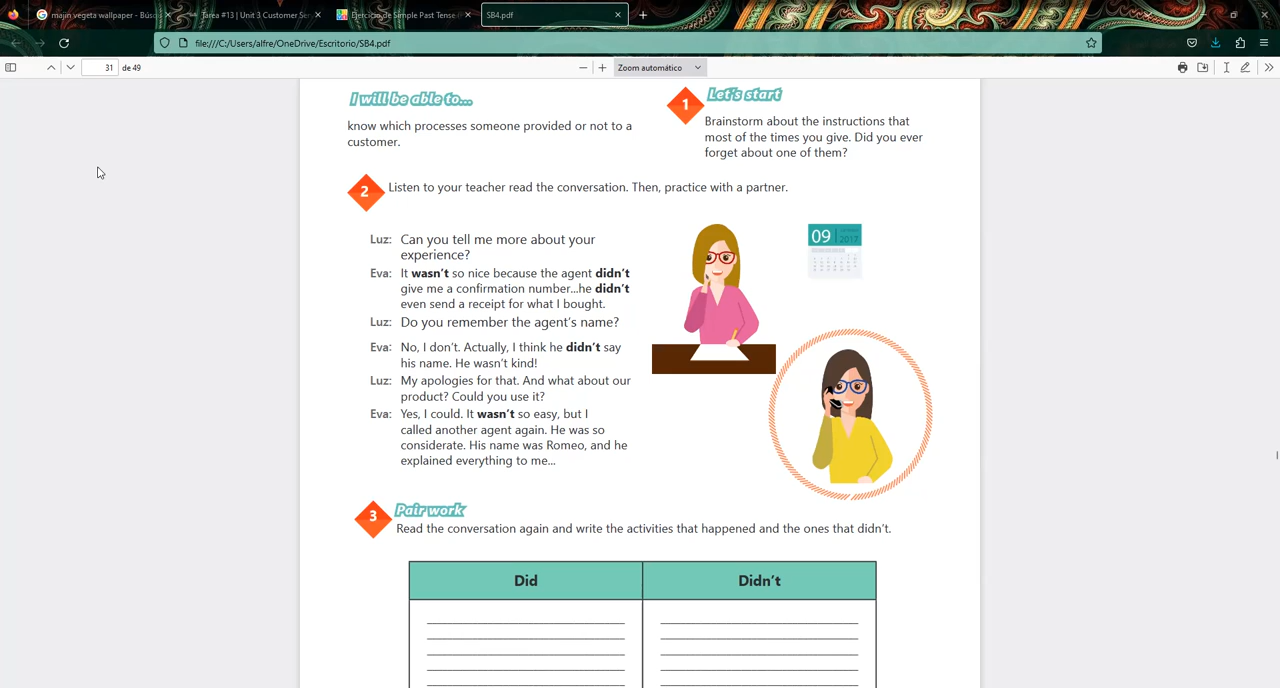 majin vegeta wallpaper - Bús
Tarea #13 | Unit 3 Customer Ser
Ejercicio de Simple Past Tense
SB4.pdf
file:///C:/Users/alfre/OneDrive/Escritorio/SB4.pdf
31 de 49
Zoom automático
I will be able to...
know which processes someone provided or not to a
customer.
1
Let's start
Brainstorm about the instructions that
most of the times you give. Did you ever
forget about one of them?
2
Listen to your teacher read the conversation. Then, practice with a partner.
Luz: Can you tell me more about your
experience?
Eva: It wasn't so nice because the agent didn't
give me a confirmation number...he didn't
even send a receipt for what I bought.
Luz: Do you remember the agent's name?
Eva: No, I don't. Actually, I think he didn't say
his name. He wasn't kind!
Luz: My apologies for that. And what about our
product? Could you use it?
Eva: Yes, I could. It wasn't so easy, but I
called another agent again. He was so
considerate. His name was Romeo, and he
explained everything to me...
09
2017
3
Pair work
Read the conversation again and write the activities that happened and the ones that didn't.
Did
Didn't